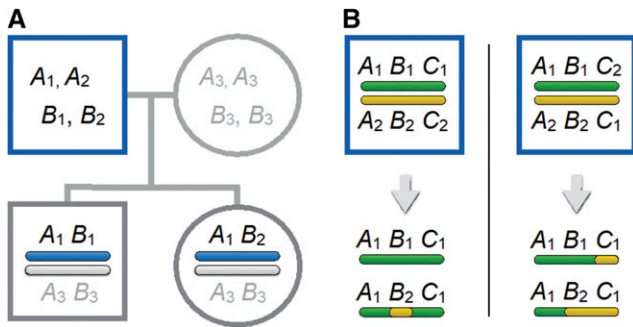 A
A1, A2
B1, B2
A3, A3
B3, B3
A1 B1
A3 B3
A1 B2
A3 B3
B
A1 B1 C1
A2 B2 C2
A1 B1 C1
A1 B2 C1
A1 B1 C2
A2 B2 C1
A1 B1 C1
A1 B2 C1